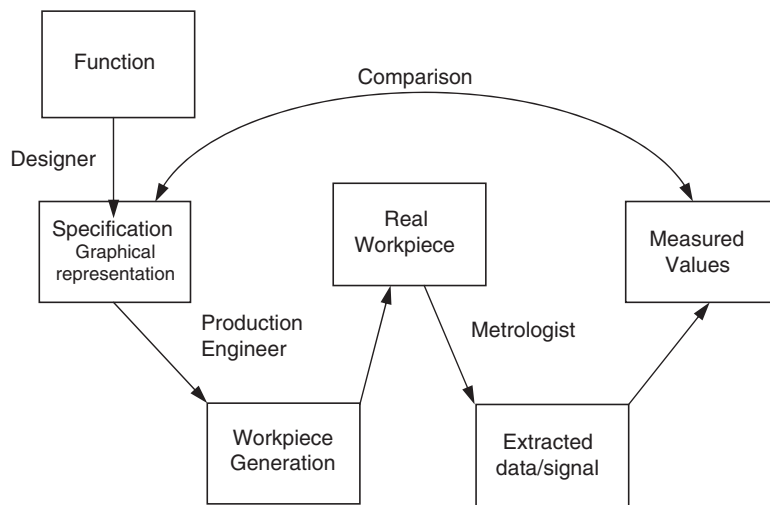 Function
Comparison
Designer
Specification
Graphical
representation
Real
Workpiece
Measured
Values
Production
Engineer
Metrologist
Workpiece
Generation
Extracted
data/signal